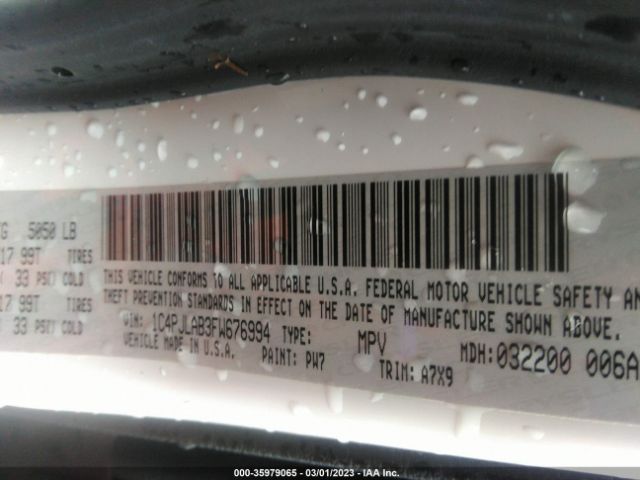 G 5050 LB
17 99T TIRES
33 PSI) COLD
17 99T TIRES
33 PSI) COLD
THIS VEHICLE CONFORMS TO ALL APPLICABLE U.S.A. FEDERAL MOTOR VEHICLE SAFETY AN
THEFT PREVENTION STANDARDS IN EFFECT ON THE DATE OF MANUFACTURE SHOWN ABOVE.
VIN: 1C4PJLAB3FW676994 TYPE: MPV MDH:032200 006A
VEHICLE MADE IN U.S.A. PAINT: PW7 TRIM: A7X9
000-35979065 - 03/01/2023 - IAA Inc.